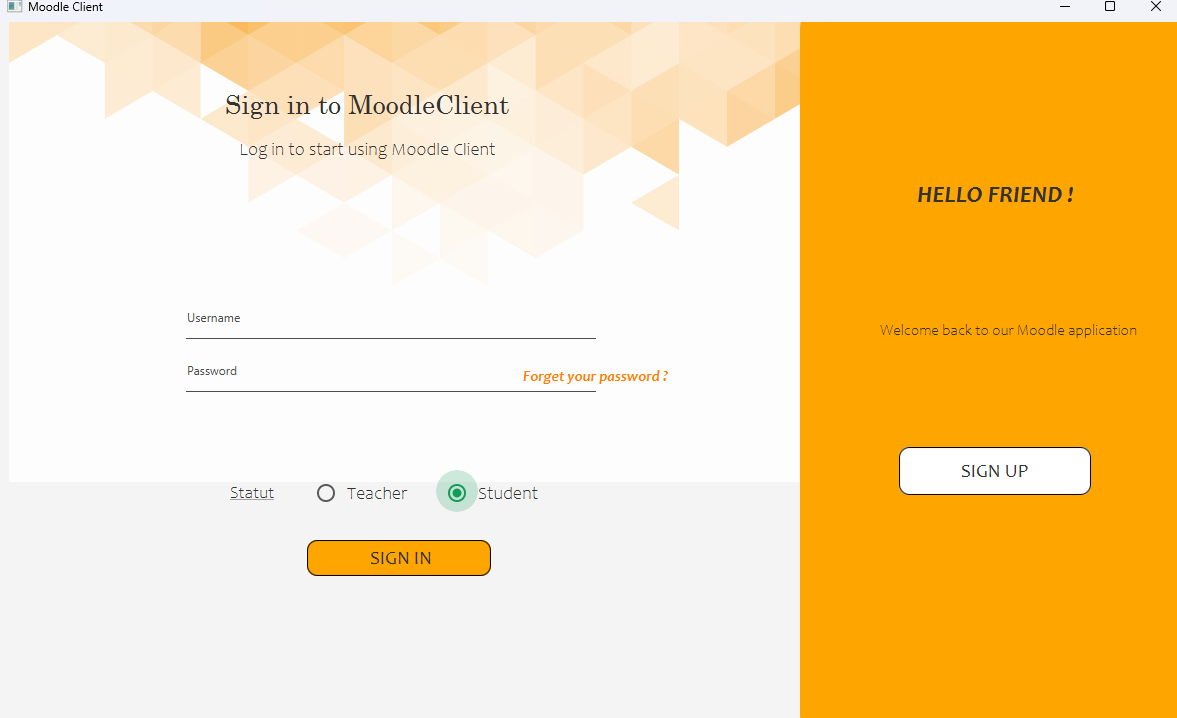 Moodle Client
Sign in to MoodleClient
Log in to start using Moodle Client
Username
Password
Forget your password ?
Statut
Teacher
Student
SIGN IN
HELLO FRIEND !
Welcome back to our Moodle application
SIGN UP